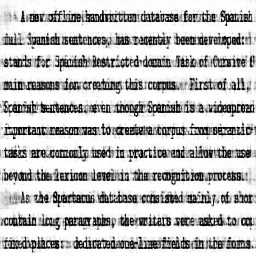 A new offline handwritten database for the Spanish
full Spanish sentences, has recently been developed:
stands for Spanish Restricted-domain Task of Cursive
main reasons for creating this corpus. First of all,
Spanish sentences, even though Spanish is a widespread
important reason was to create a corpus from semantic
tasks are commonly used in practice and allow the use
beyond the lexicon level in the recognition process.
As the Spartacus database consisted mainly of short
contain long paragraphs, the writers were asked to
fixed places: dedicated one-line fields in the forms.